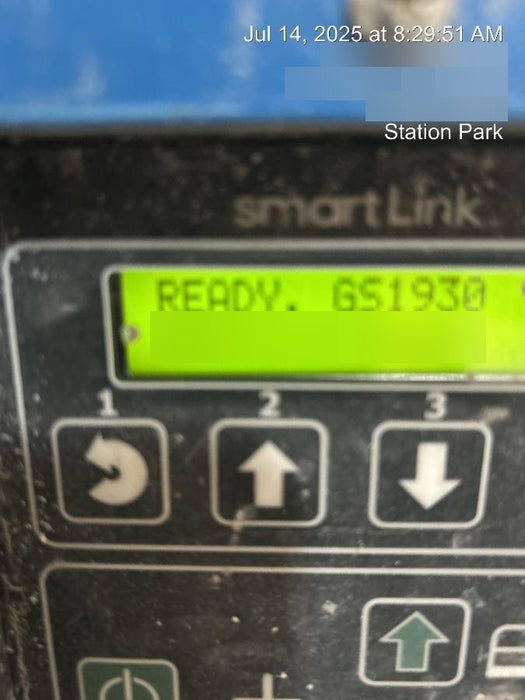 Jul 14, 2025 at 8:29:51 AM
Station Park
smartLink
READY. GS1930
1 2 3